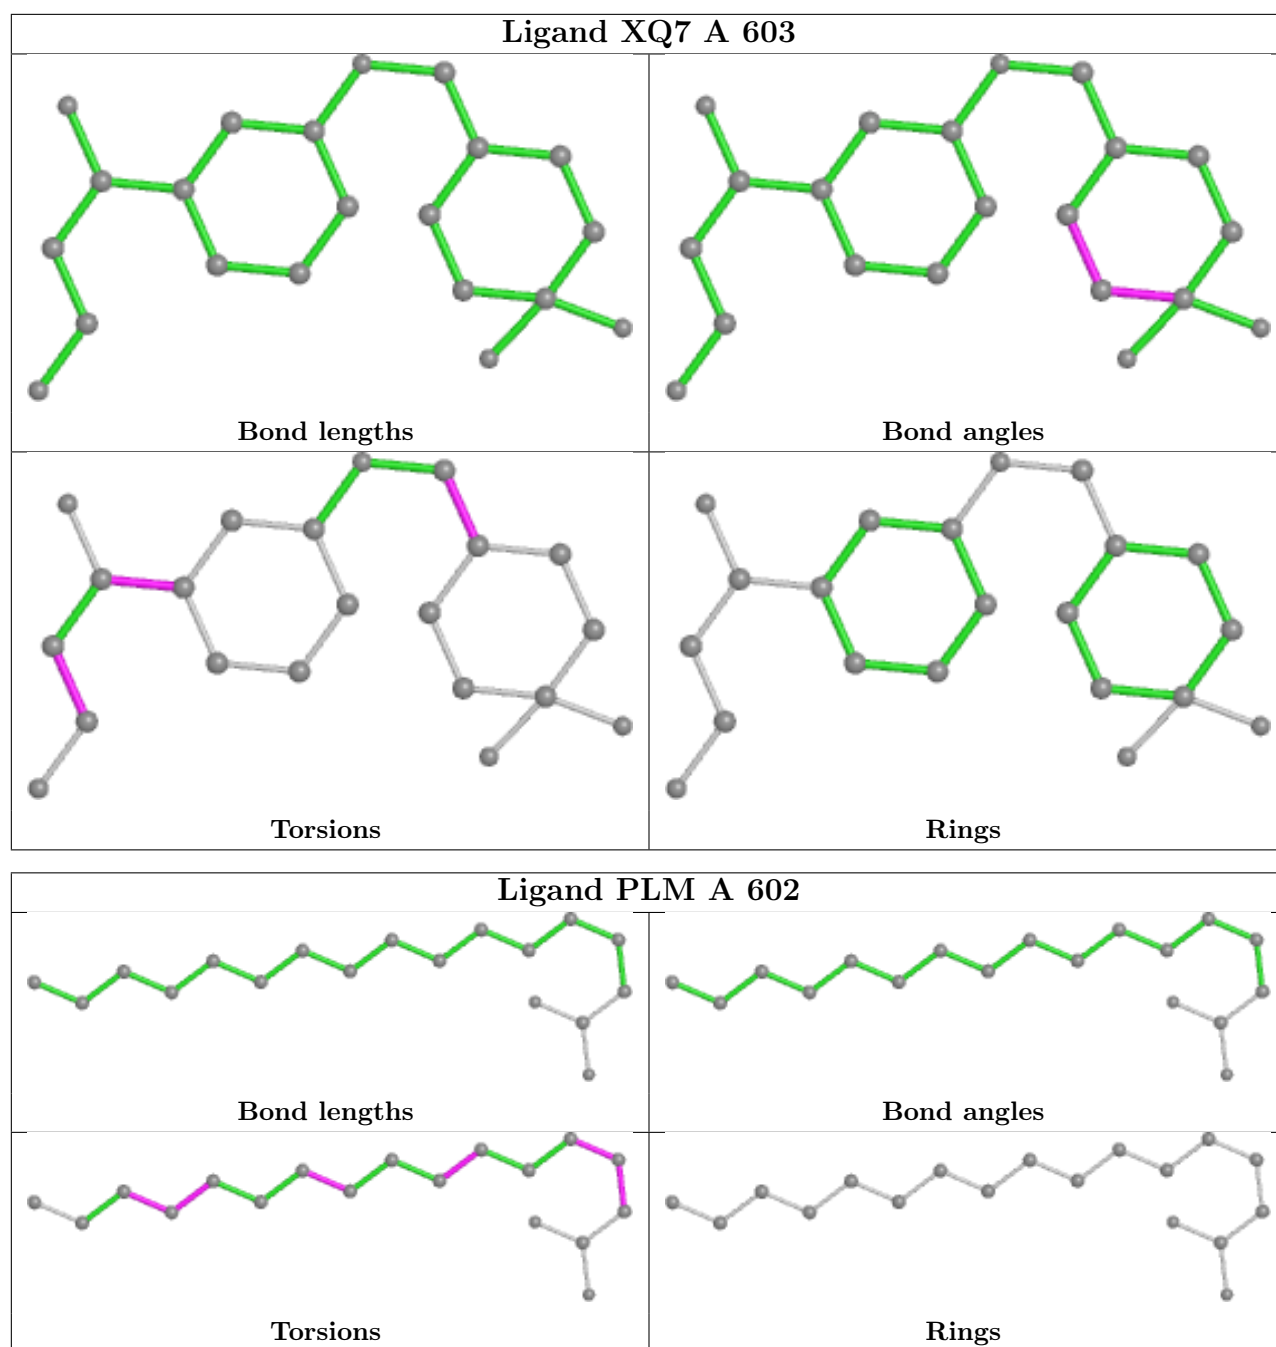 Ligand XQ7 A 603
Bond lengths
Bond angles
Torsions
Rings
Ligand PLM A 602
Bond lengths
Bond angles
Torsions
Rings